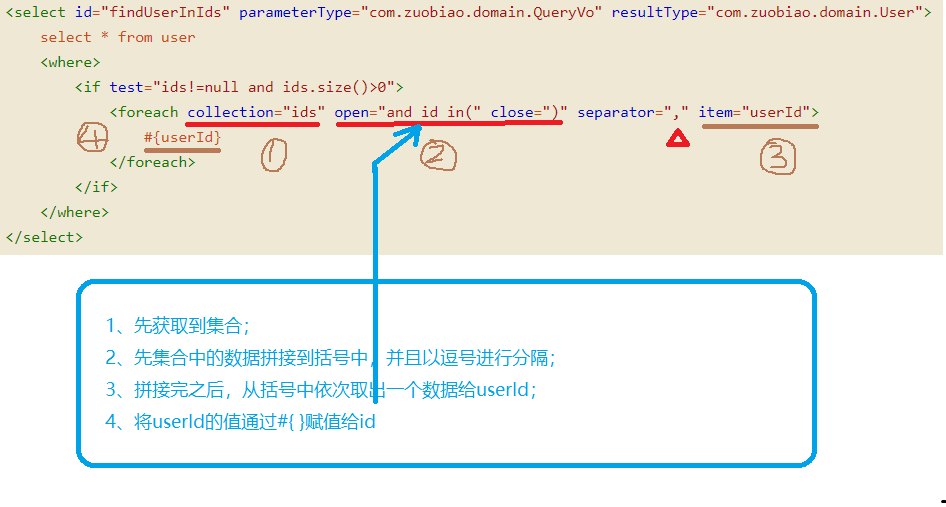 <select id="findUserInIds" parameterType="com.zuobiao.domain.QueryVo" resultType="com.zuobiao.domain.User">
select * from user
<where>
<if test="ids!=null and ids.size()>0">
<foreach collection="ids" open="and id in(" close=")" separator="," item="userId">
#{userId}
</foreach>
</if>
</where>
</select>
4
1
2
3
1、先获取到集合；
2、先集合中的数据拼接到括号中，并且以逗号进行分隔；
3、拼接完之后，从括号中依次取出一个数据给userId；
4、将userId的值通过#{ }赋值给id